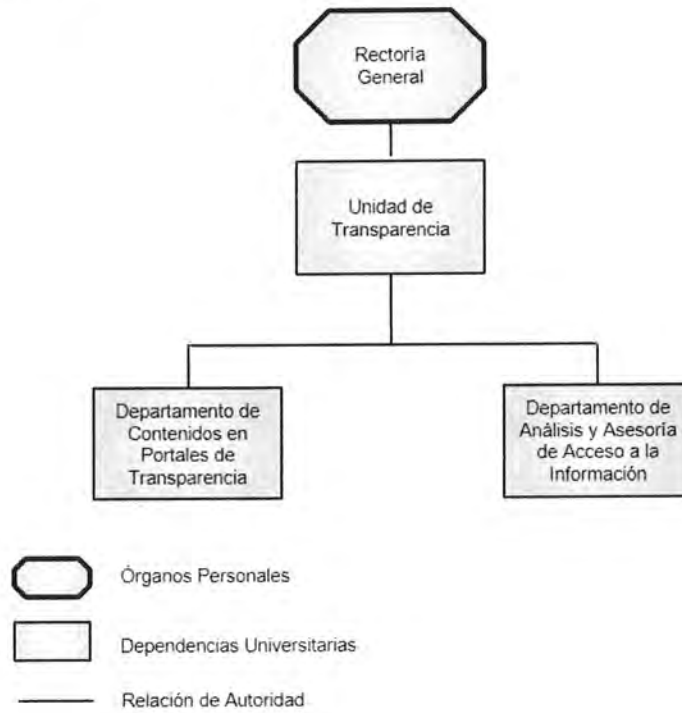 Rectoría
General
Unidad de
Transparencia
Departamento de
Contenidos en
Portales de
Transparencia
Departamento de
Análisis y Asesoría
de Acceso a la
Información
Órganos Personales
Dependencias Universitarias
Relación de Autoridad